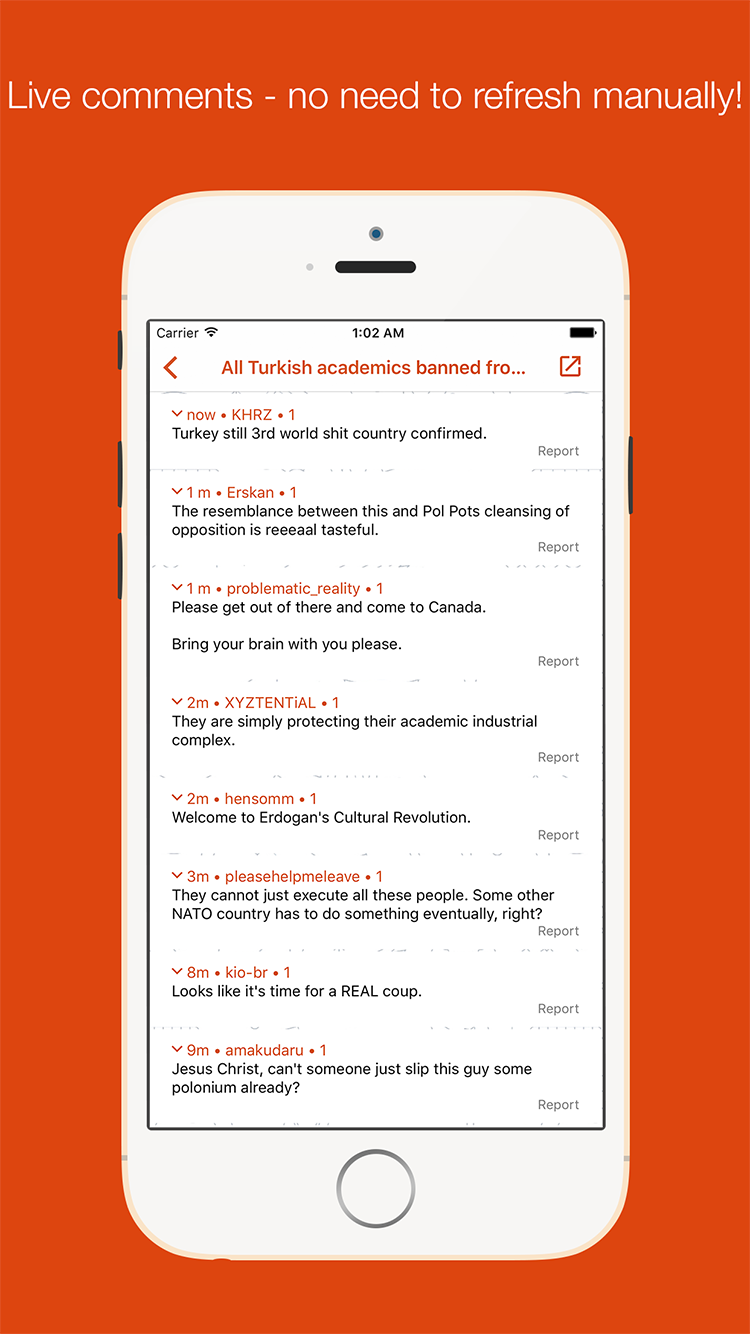 Live comments - no need to refresh manually!
Carrier 1:02 AM
All Turkish academics banned fro...
now • KHRZ • 1
Turkey still 3rd world shit country confirmed.
Report
1 m • Erskan • 1
The resemblance between this and Pol Pots cleansing of
opposition is reeeaal tasteful.
Report
1 m • problematic_reality • 1
Please get out of there and come to Canada.
Bring your brain with you please.
Report
2m • XYZTENTiAL • 1
They are simply protecting their academic industrial
complex.
Report
2m • hensomm • 1
Welcome to Erdogan's Cultural Revolution.
Report
3m • pleasehelpmeleave • 1
They cannot just execute all these people. Some other
NATO country has to do something eventually, right?
Report
8m • kio-br • 1
Looks like it's time for a REAL coup.
Report
9m • amakudaru • 1
Jesus Christ, can't someone just slip this guy some
polonium already?
Report